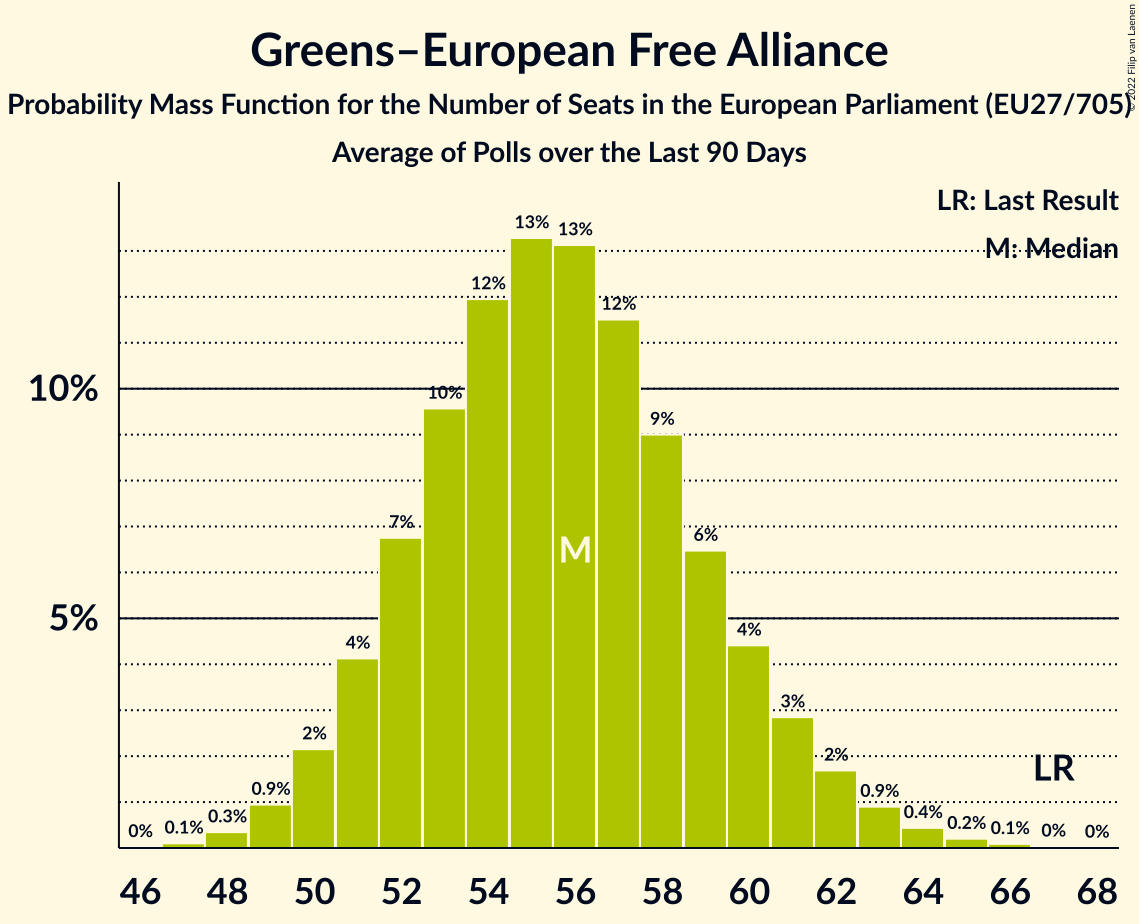 Greens–European Free Alliance
Probability Mass Function for the Number of Seats in the European Parliament (EU27/705)
Average of Polls over the Last 90 Days
© 2022 Filip van Laenen
LR: Last Result
M: Median
13%
13%
12%
12%
10%
10%
9%
7%
6%
M
5%
4%
4%
3%
2%
2%
LR
0.9%
0.9%
0.3%
0.4%
0.1%
0.2%
0.1%
0%
0%
0%
46 48 50 52 54 56 58 60 62 64 66 68